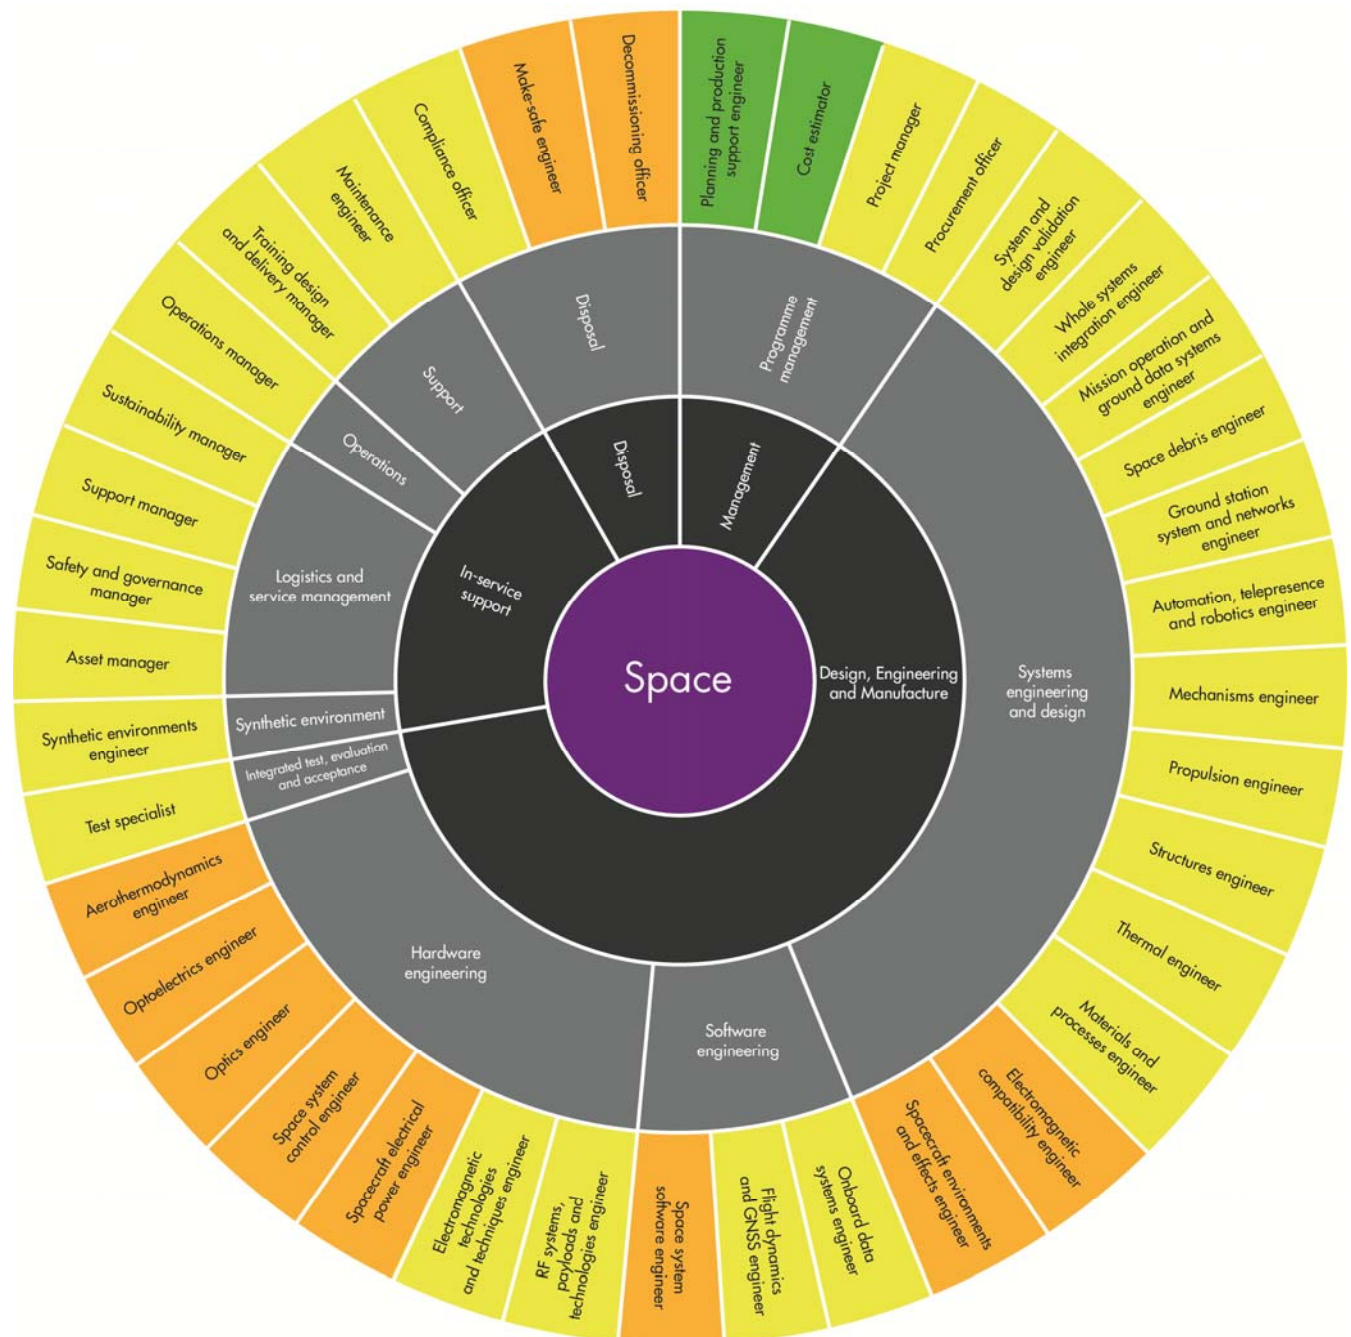 Space
Management
Design, Engineering
and Manufacture
In-service
support
Disposal
Programme
management
Systems
engineering
and design
Software
engineering
Hardware
engineering
Integrated test, evaluation
and acceptance
Synthetic environment
Logistics and
service management
Operations
Support
Disposal
Planning and production
support engineer
Cost estimator
Project manager
Procurement officer
System and
design validation
engineer
Whole systems
integration engineer
Mission operation and
ground data systems
engineer
Space debris engineer
Ground station
system and networks
engineer
Automation, telepresence
and robotics engineer
Mechanisms engineer
Propulsion engineer
Structures engineer
Thermal engineer
Materials and
processes engineer
Electromagnetic
compatibility engineer
Spacecraft environments
and effects engineer
Onboard data
systems engineer
Flight dynamics
and GNSS engineer
Space system
software engineer
RF systems,
payloads and
technologies engineer
Electromagnetic
technologies
and techniques engineer
Spacecraft electrical
power engineer
Space system
control engineer
Optics engineer
Optoelectrics engineer
Aerothermodynamics
engineer
Test specialist
Synthetic environments
engineer
Asset manager
Safety and governance
manager
Support manager
Sustainability manager
Operations manager
Training design
and delivery manager
Maintenance
engineer
Compliance officer
Make-safe engineer
Decommissioning officer